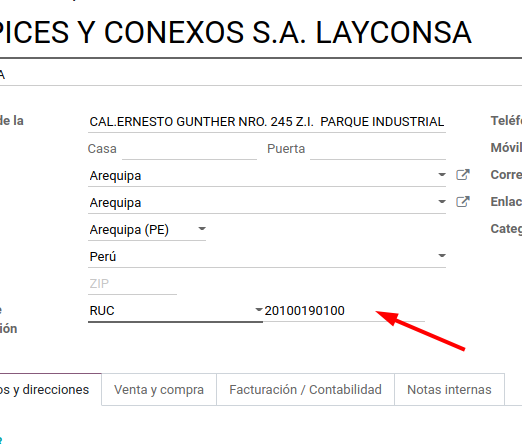 PICES Y CONEXOS S.A. LAYCONSA
A
de la
CAL.ERNESTO GUNTHER NRO. 245 Z.I. PARQUE INDUSTRIAL
Teléf
Casa
Puerta
Móvil
Arequipa
Corre
Arequipa
Enlac
Arequipa (PE)
Categ
Perú
ZIP
e
RUC
20100190100
ión
os y direcciones
Venta y compra
Facturación / Contabilidad
Notas internas